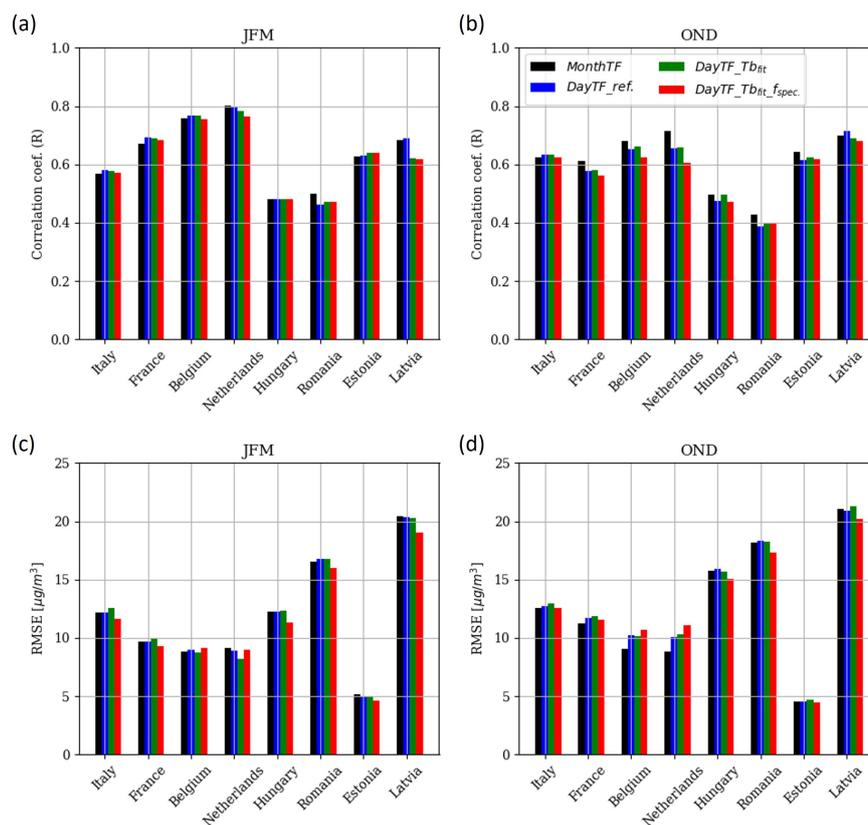 (a)
JFM
1.0
0.8
0.6
0.4
0.2
0.0
Correlation coef. (R)
Italy
France
Belgium
Netherlands
Hungary
Romania
Estonia
Latvia
(b)
OND
MonthTF
DayTF_ref.
DayTF_Tb_fit
DayTF_Tb_fit_f_spec.
1.0
0.8
0.6
0.4
0.2
0.0
Correlation coef. (R)
Italy
France
Belgium
Netherlands
Hungary
Romania
Estonia
Latvia
(c)
JFM
25
20
15
10
5
0
RMSE [μg/m³]
Italy
France
Belgium
Netherlands
Hungary
Romania
Estonia
Latvia
(d)
OND
25
20
15
10
5
0
RMSE [μg/m³]
Italy
France
Belgium
Netherlands
Hungary
Romania
Estonia
Latvia